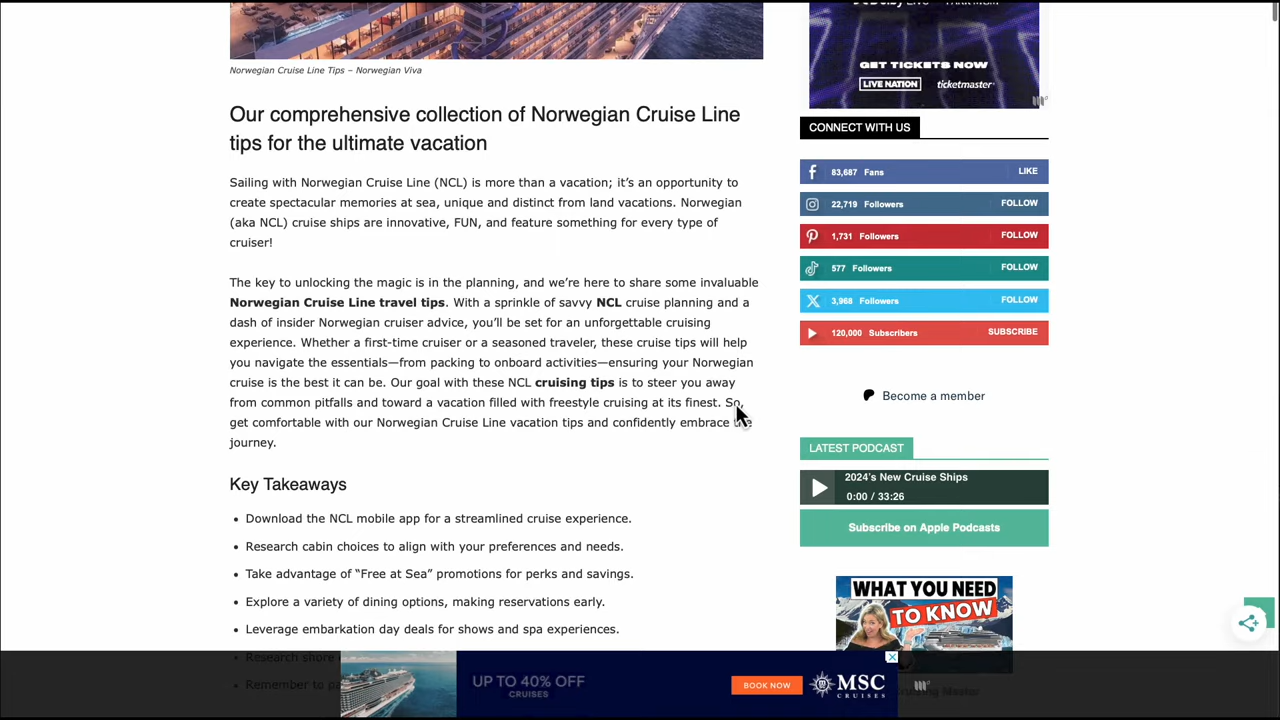 Norwegian Cruise Line Tips – Norwegian Viva
Our comprehensive collection of Norwegian Cruise Line
tips for the ultimate vacation
Sailing with Norwegian Cruise Line (NCL) is more than a vacation; it’s an opportunity to
create spectacular memories at sea, unique and distinct from land vacations. Norwegian
(aka NCL) cruise ships are innovative, FUN, and feature something for every type of
cruiser!
The key to unlocking the magic is in the planning, and we’re here to share some invaluable
Norwegian Cruise Line travel tips. With a sprinkle of savvy NCL cruise planning and a
dash of insider Norwegian cruiser advice, you’ll be set for an unforgettable cruising
experience. Whether a first-time cruiser or a seasoned traveler, these cruise tips will help
you navigate the essentials—from packing to onboard activities—ensuring your Norwegian
cruise is the best it can be. Our goal with these NCL cruising tips is to steer you away
from common pitfalls and toward a vacation filled with freestyle cruising at its finest. So,
get comfortable with our Norwegian Cruise Line vacation tips and confidently embrace the
journey.
Key Takeaways
• Download the NCL mobile app for a streamlined cruise experience.
• Research cabin choices to align with your preferences and needs.
• Take advantage of “Free at Sea” promotions for perks and savings.
• Explore a variety of dining options, making reservations early.
• Leverage embarkation day deals for shows and spa experiences.
• Research shore
• Remember to
GET TICKETS NOW
LIVE NATION ticketmaster
CONNECT WITH US
83,687 Fans LIKE
22,719 Followers FOLLOW
1,731 Followers FOLLOW
577 Followers FOLLOW
3,968 Followers FOLLOW
120,000 Subscribers SUBSCRIBE
Become a member
LATEST PODCAST
2024’s New Cruise Ships
0:00 / 33:26
Subscribe on Apple Podcasts
WHAT YOU NEED
TO KNOW
UP TO 40% OFF
CRUISES
BOOK NOW
MSC
CRUISES